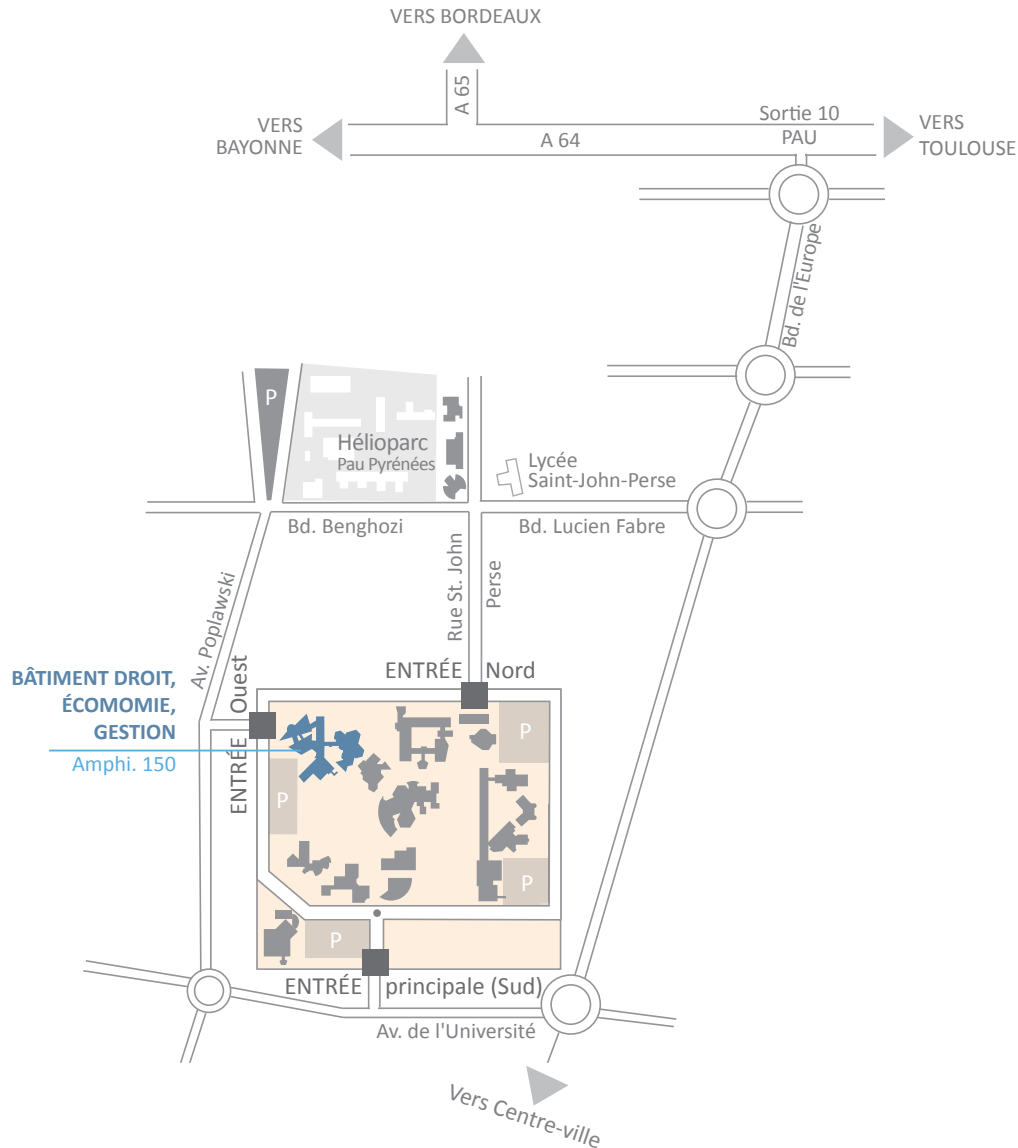 VERS BORDEAUX
A 65
VERS
BAYONNE
A 64
Sortie 10
PAU
VERS
TOULOUSE
Bd. de l'Europe
P
Hélioparc
Pau Pyrénées
Lycée
Saint-John-Perse
Bd. Benghozi
Bd. Lucien Fabre
Av. Poplawski
Rue St. John
Perse
ENTRÉE Nord
ENTRÉE Ouest
BÂTIMENT DROIT,
ÉCOMOMIE,
GESTION
Amphi. 150
P
P
P
P
ENTRÉE principale (Sud)
Av. de l'Université
Vers Centre-ville